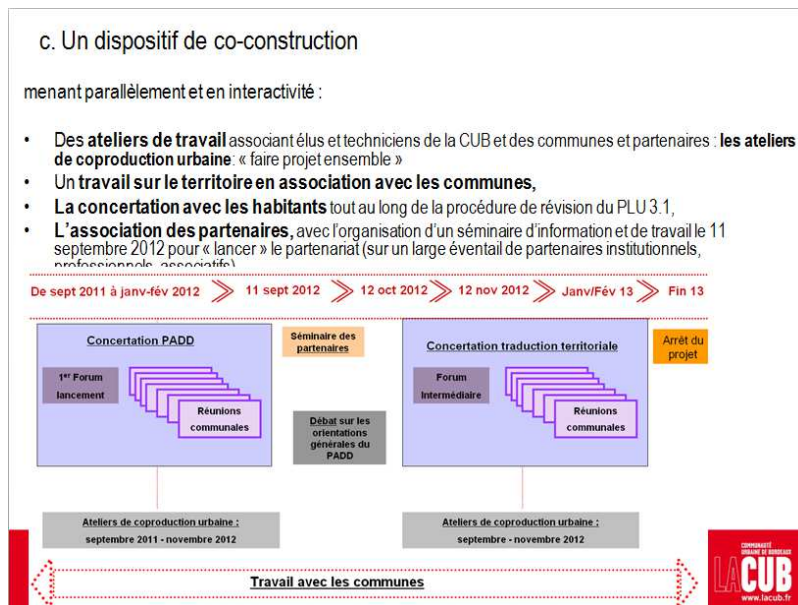 c. Un dispositif de co-construction
menant parallèlement et en interactivité :
• Des ateliers de travail associant élus et techniciens de la CUB et des communes et partenaires : les ateliers
de coproduction urbaine: « faire projet ensemble »
• Un travail sur le territoire en association avec les communes,
• La concertation avec les habitants tout au long de la procédure de révision du PLU 3.1,
• L'association des partenaires, avec l'organisation d'un séminaire d'information et de travail le 11
septembre 2012 pour « lancer » le partenariat (sur un large éventail de partenaires institutionnels,
professionnels, associatifs)
De sept 2011 à janv-fév 2012
11 sept 2012
12 oct 2012
12 nov 2012
Janv/Fév 13
Fin 13
Concertation PADD
1er Forum
lancement
Réunions
communales
Séminaire des
partenaires
Débat sur les
orientations
générales du
PADD
Concertation traduction territoriale
Forum
Intermédiaire
Réunions
communales
Arrêt du
projet
Ateliers de coproduction urbaine :
septembre 2011 - novembre 2012
Ateliers de coproduction urbaine :
septembre - novembre 2012
Travail avec les communes
COMMUNAUTÉ
URBAINE DE BORDEAUX
LACUB
www.lacub.fr